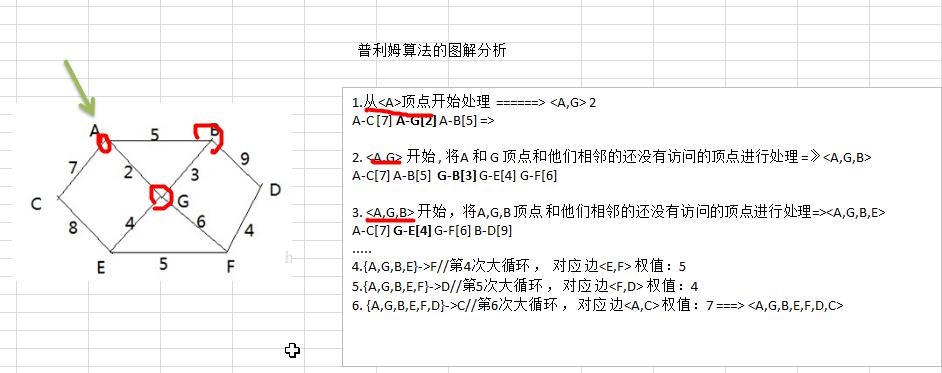 普利姆算法的图解分析
1.从<A>顶点开始处理 ======> <A,G> 2
A-C [7] A-G[2] A-B[5] =>
2. <A,G> 开始 , 将A 和 G 顶点和他们相邻的还没有访问的顶点进行处理 =》<A,G,B>
A-C[7] A-B[5] G-B[3] G-E[4] G-F[6]
3. <A,G,B> 开始，将A,G,B 顶点和他们相邻的还没有访问的顶点进行处理=><A,G,B,E>
A-C[7] G-E[4] G-F[6] B-D[9]
.....
4.{A,G,B,E}->F//第4次大循环 ， 对应边<E,F> 权值：5
5.{A,G,B,E,F}->D//第5次大循环 ，对应边<F,D> 权值：4
6. {A,G,B,E,F,D}->C//第6次大循环 ，对应边<A,C> 权值：7 ===> <A,G,B,E,F,D,C>
A 5 B
7 2 3 9
C G D
8 4 6 4
E 5 F
h